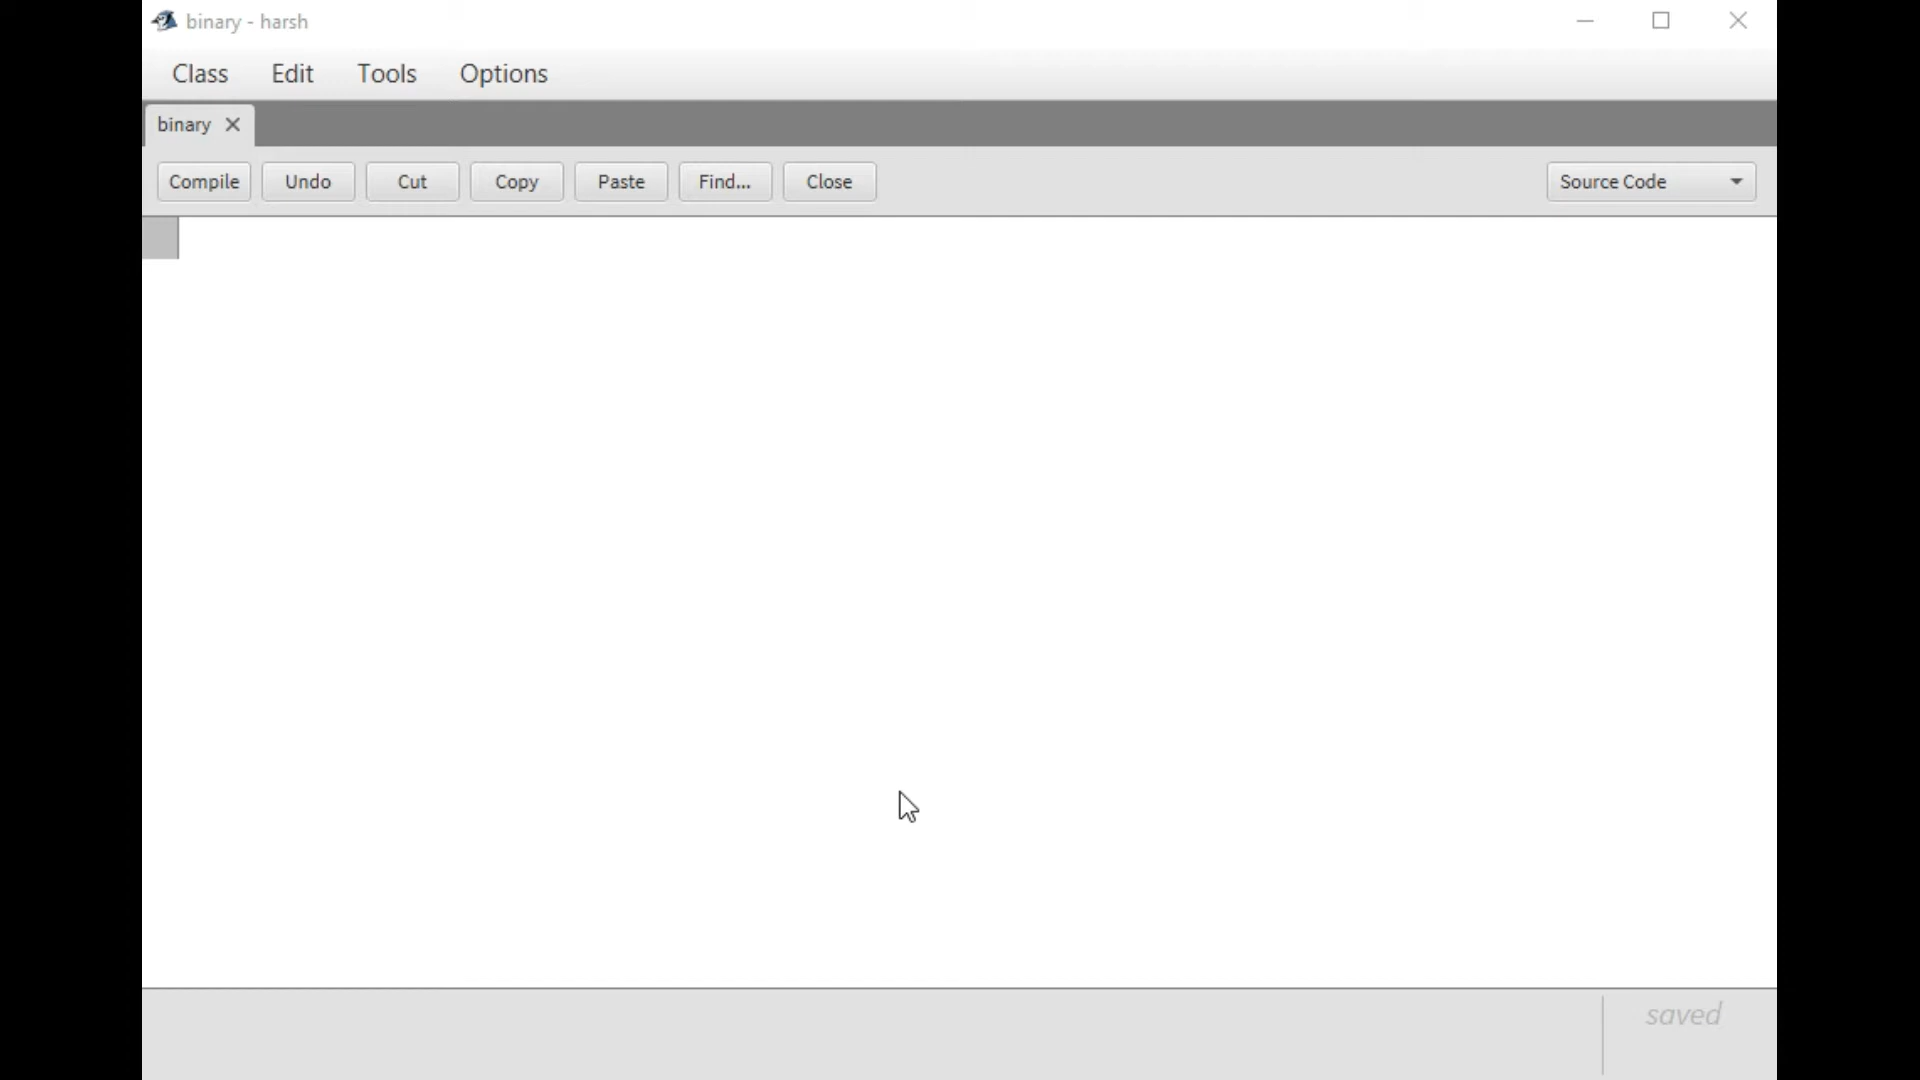 binary - harsh
Class Edit Tools Options
binary
Compile Undo Cut Copy Paste Find... Close Source Code
saved